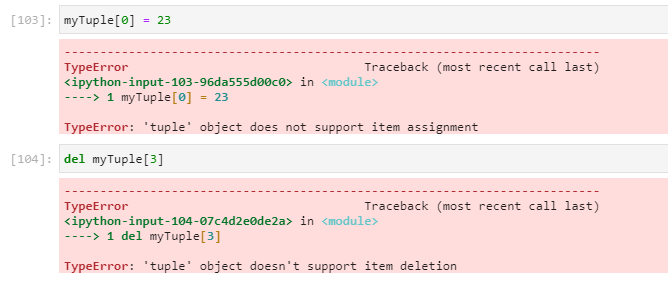 [103]: myTuple[0] = 23
---------------------------------------------------------------------------
TypeError                                 Traceback (most recent call last)
<ipython-input-103-96da555d00c0> in <module>
----> 1 myTuple[0] = 23
TypeError: 'tuple' object does not support item assignment
[104]: del myTuple[3]
---------------------------------------------------------------------------
TypeError                                 Traceback (most recent call last)
<ipython-input-104-07c4d2e0de2a> in <module>
----> 1 del myTuple[3]
TypeError: 'tuple' object doesn't support item deletion